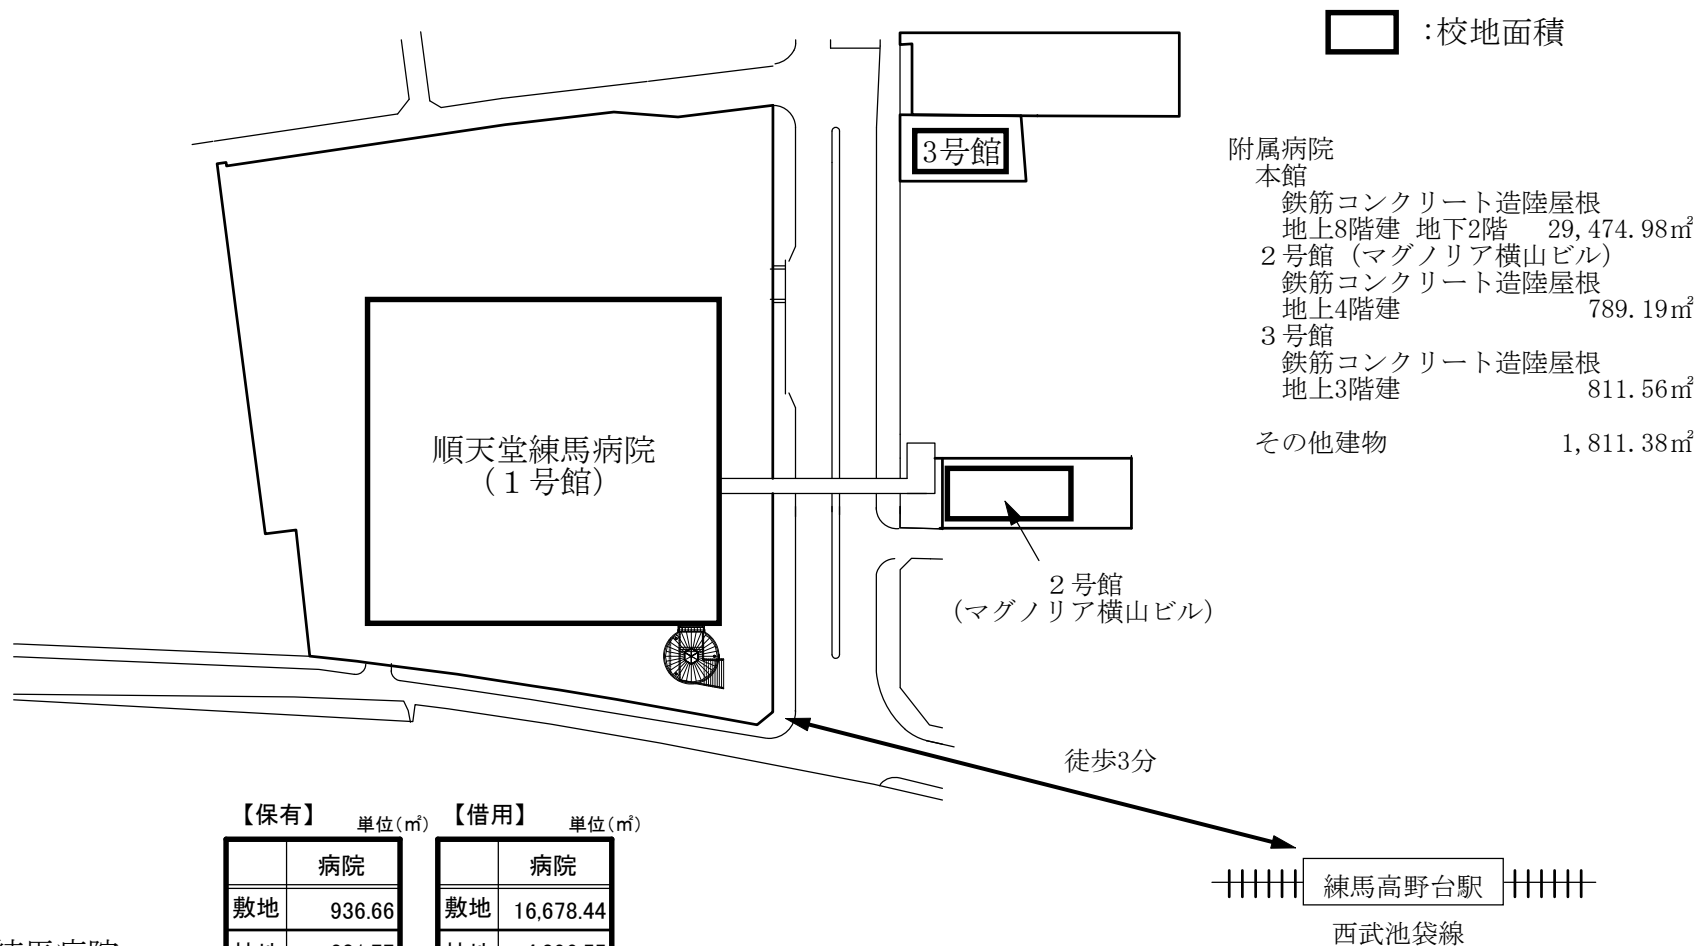 :校地面積
3号館
附属病院
本館
鉄筋コンクリート造陸屋根
地上8階建 地下2階 29,474.98㎡
２号館（マグノリア横山ビル）
鉄筋コンクリート造陸屋根
地上4階建 789.19㎡
３号館
鉄筋コンクリート造陸屋根
地上3階建 811.56㎡
その他建物 1,811.38㎡
順天堂練馬病院
（１号館）
２号館
（マグノリア横山ビル）
徒歩3分
【保有】 単位(㎡) 【借用】 単位(㎡)
病院 病院
敷地 936.66 敷地 16,678.44
練馬高野台駅
西武池袋線